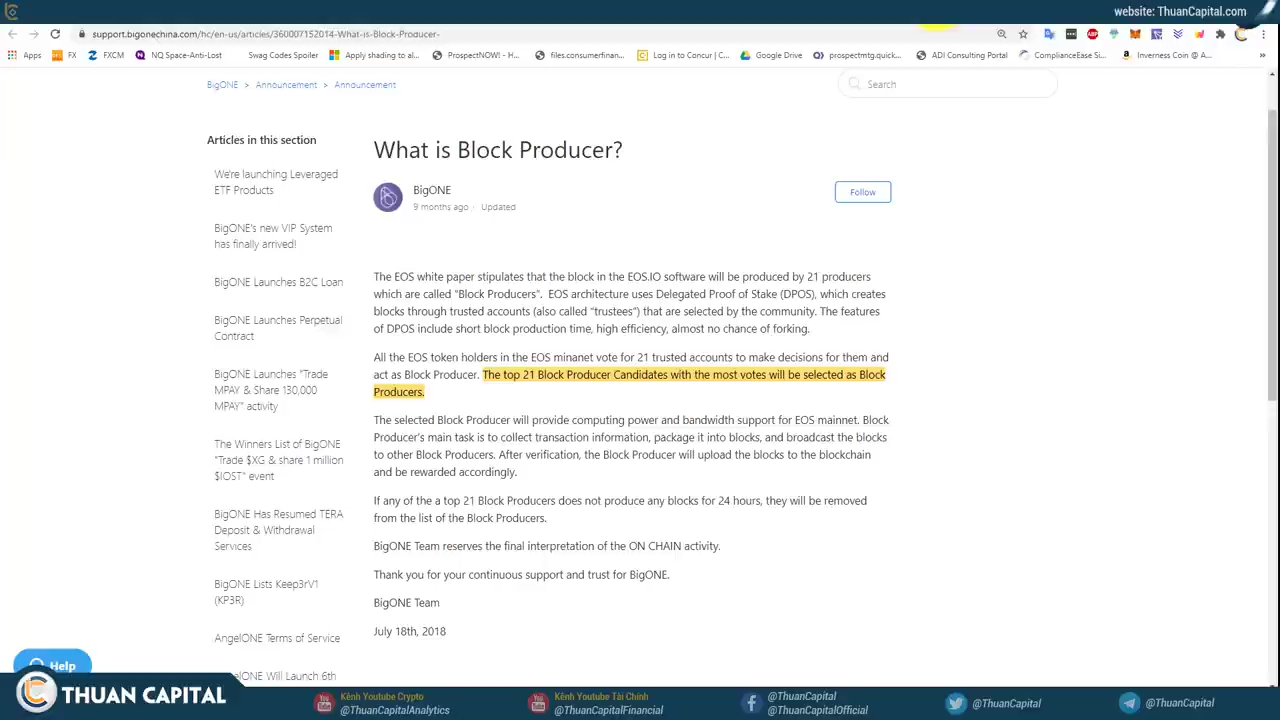 website: ThuanCapital.com
support.bigonechina.com/hc/en-us/articles/360007152014-What-is-Block-Producer-
Apps FX FXCM NQ Space-Anti-Lost Swag Codes Spoiler Apply shading to al... ProspectNOW! - H... files.consumerfinan... Log in to Concur | C... Google Drive prospectmtg.quick... ADI Consulting Portal ComplianceEase Si... Inverness Coin @ A...
BigONE > Announcement > Announcement
Search
Articles in this section
We're launching Leveraged
ETF Products
BigONE's new VIP System
has finally arrived!
BigONE Launches B2C Loan
BigONE Launches Perpetual
Contract
BigONE Launches "Trade
MPAY & Share 130,000
MPAY" activity
The Winners List of BigONE
"Trade $XG & share 1 million
$IOST" event
BigONE Has Resumed TERA
Deposit & Withdrawal
Services
BigONE Lists Keep3rV1
(KP3R)
AngelONE Terms of Service
elONE Will Launch 6th
What is Block Producer?
BigONE
9 months ago · Updated
Follow
The EOS white paper stipulates that the block in the EOS.IO software will be produced by 21 producers
which are called "Block Producers". EOS architecture uses Delegated Proof of Stake (DPOS), which creates
blocks through trusted accounts (also called "trustees") that are selected by the community. The features
of DPOS include short block production time, high efficiency, almost no chance of forking.
All the EOS token holders in the EOS minanet vote for 21 trusted accounts to make decisions for them and
act as Block Producer. The top 21 Block Producer Candidates with the most votes will be selected as Block
Producers.
The selected Block Producer will provide computing power and bandwidth support for EOS mainnet. Block
Producer's main task is to collect transaction information, package it into blocks, and broadcast the blocks
to other Block Producers. After verification, the Block Producer will upload the blocks to the blockchain
and be rewarded accordingly.
If any of the a top 21 Block Producers does not produce any blocks for 24 hours, they will be removed
from the list of the Block Producers.
BigONE Team reserves the final interpretation of the ON CHAIN activity.
Thank you for your continuous support and trust for BigONE.
BigONE Team
July 18th, 2018
Help
THUAN CAPITAL
Kênh Youtube Crypto
@ThuanCapitalAnalytics
Kênh Youtube Tài Chính
@ThuanCapitalFinancial
@ThuanCapital
@ThuanCapitalOfficial
@ThuanCapital
@ThuanCapital